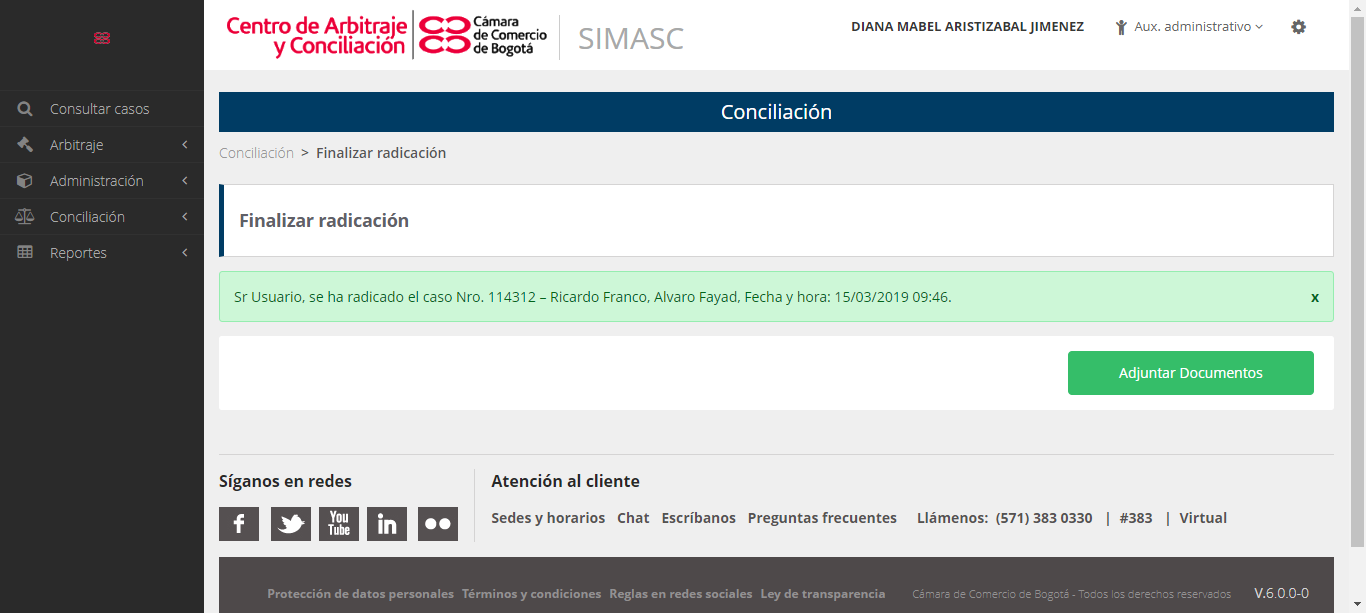 Centro de Arbitraje
y Conciliación
Cámara
de Comercio
de Bogotá
SIMASC
DIANA MABEL ARISTIZABAL JIMENEZ
Aux. administrativo
Consultar casos
Arbitraje
Administración
Conciliación
Reportes
Conciliación
Conciliación > Finalizar radicación
Finalizar radicación
Sr Usuario, se ha radicado el caso Nro. 114312 – Ricardo Franco, Alvaro Fayad, Fecha y hora: 15/03/2019 09:46.
x
Adjuntar Documentos
Síganos en redes
f
You
Tube
in
Atención al cliente
Sedes y horarios Chat Escríbanos Preguntas frecuentes Llámenos: (571) 383 0330 | #383 | Virtual
Protección de datos personales Términos y condiciones Reglas en redes sociales Ley de transparencia Cámara de Comercio de Bogotá - Todos los derechos reservados V.6.0.0-0